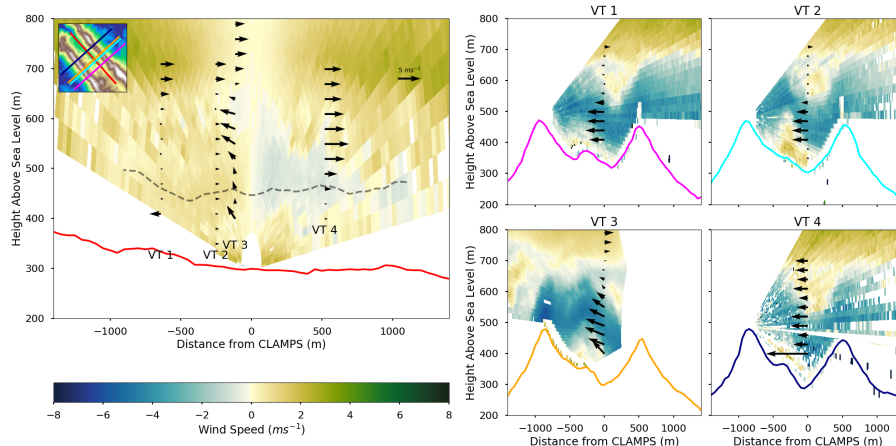 VT 1
VT 2
800
700
600
500
400
300
200
Height Above Sea Level (m)
5 ms⁻¹
VT 1
VT 2
VT 3
VT 4
−1000
−500
0
500
1000
Distance from CLAMPS (m)
−8
−6
−4
−2
0
2
4
6
8
Wind Speed (ms⁻¹)
800
700
600
500
400
300
200
Height Above Sea Level (m)
VT 3
VT 4
800
700
600
500
400
300
200
Height Above Sea Level (m)
−1000
−500
0
500
1000
Distance from CLAMPS (m)
−1000
−500
0
500
1000
Distance from CLAMPS (m)